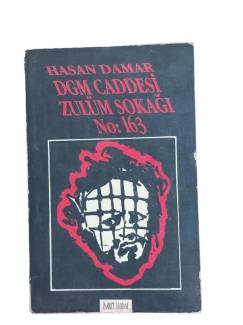 HASAN DAMAR
DGM CADDESİ
ZULÜM SOKAĞI
No: 163